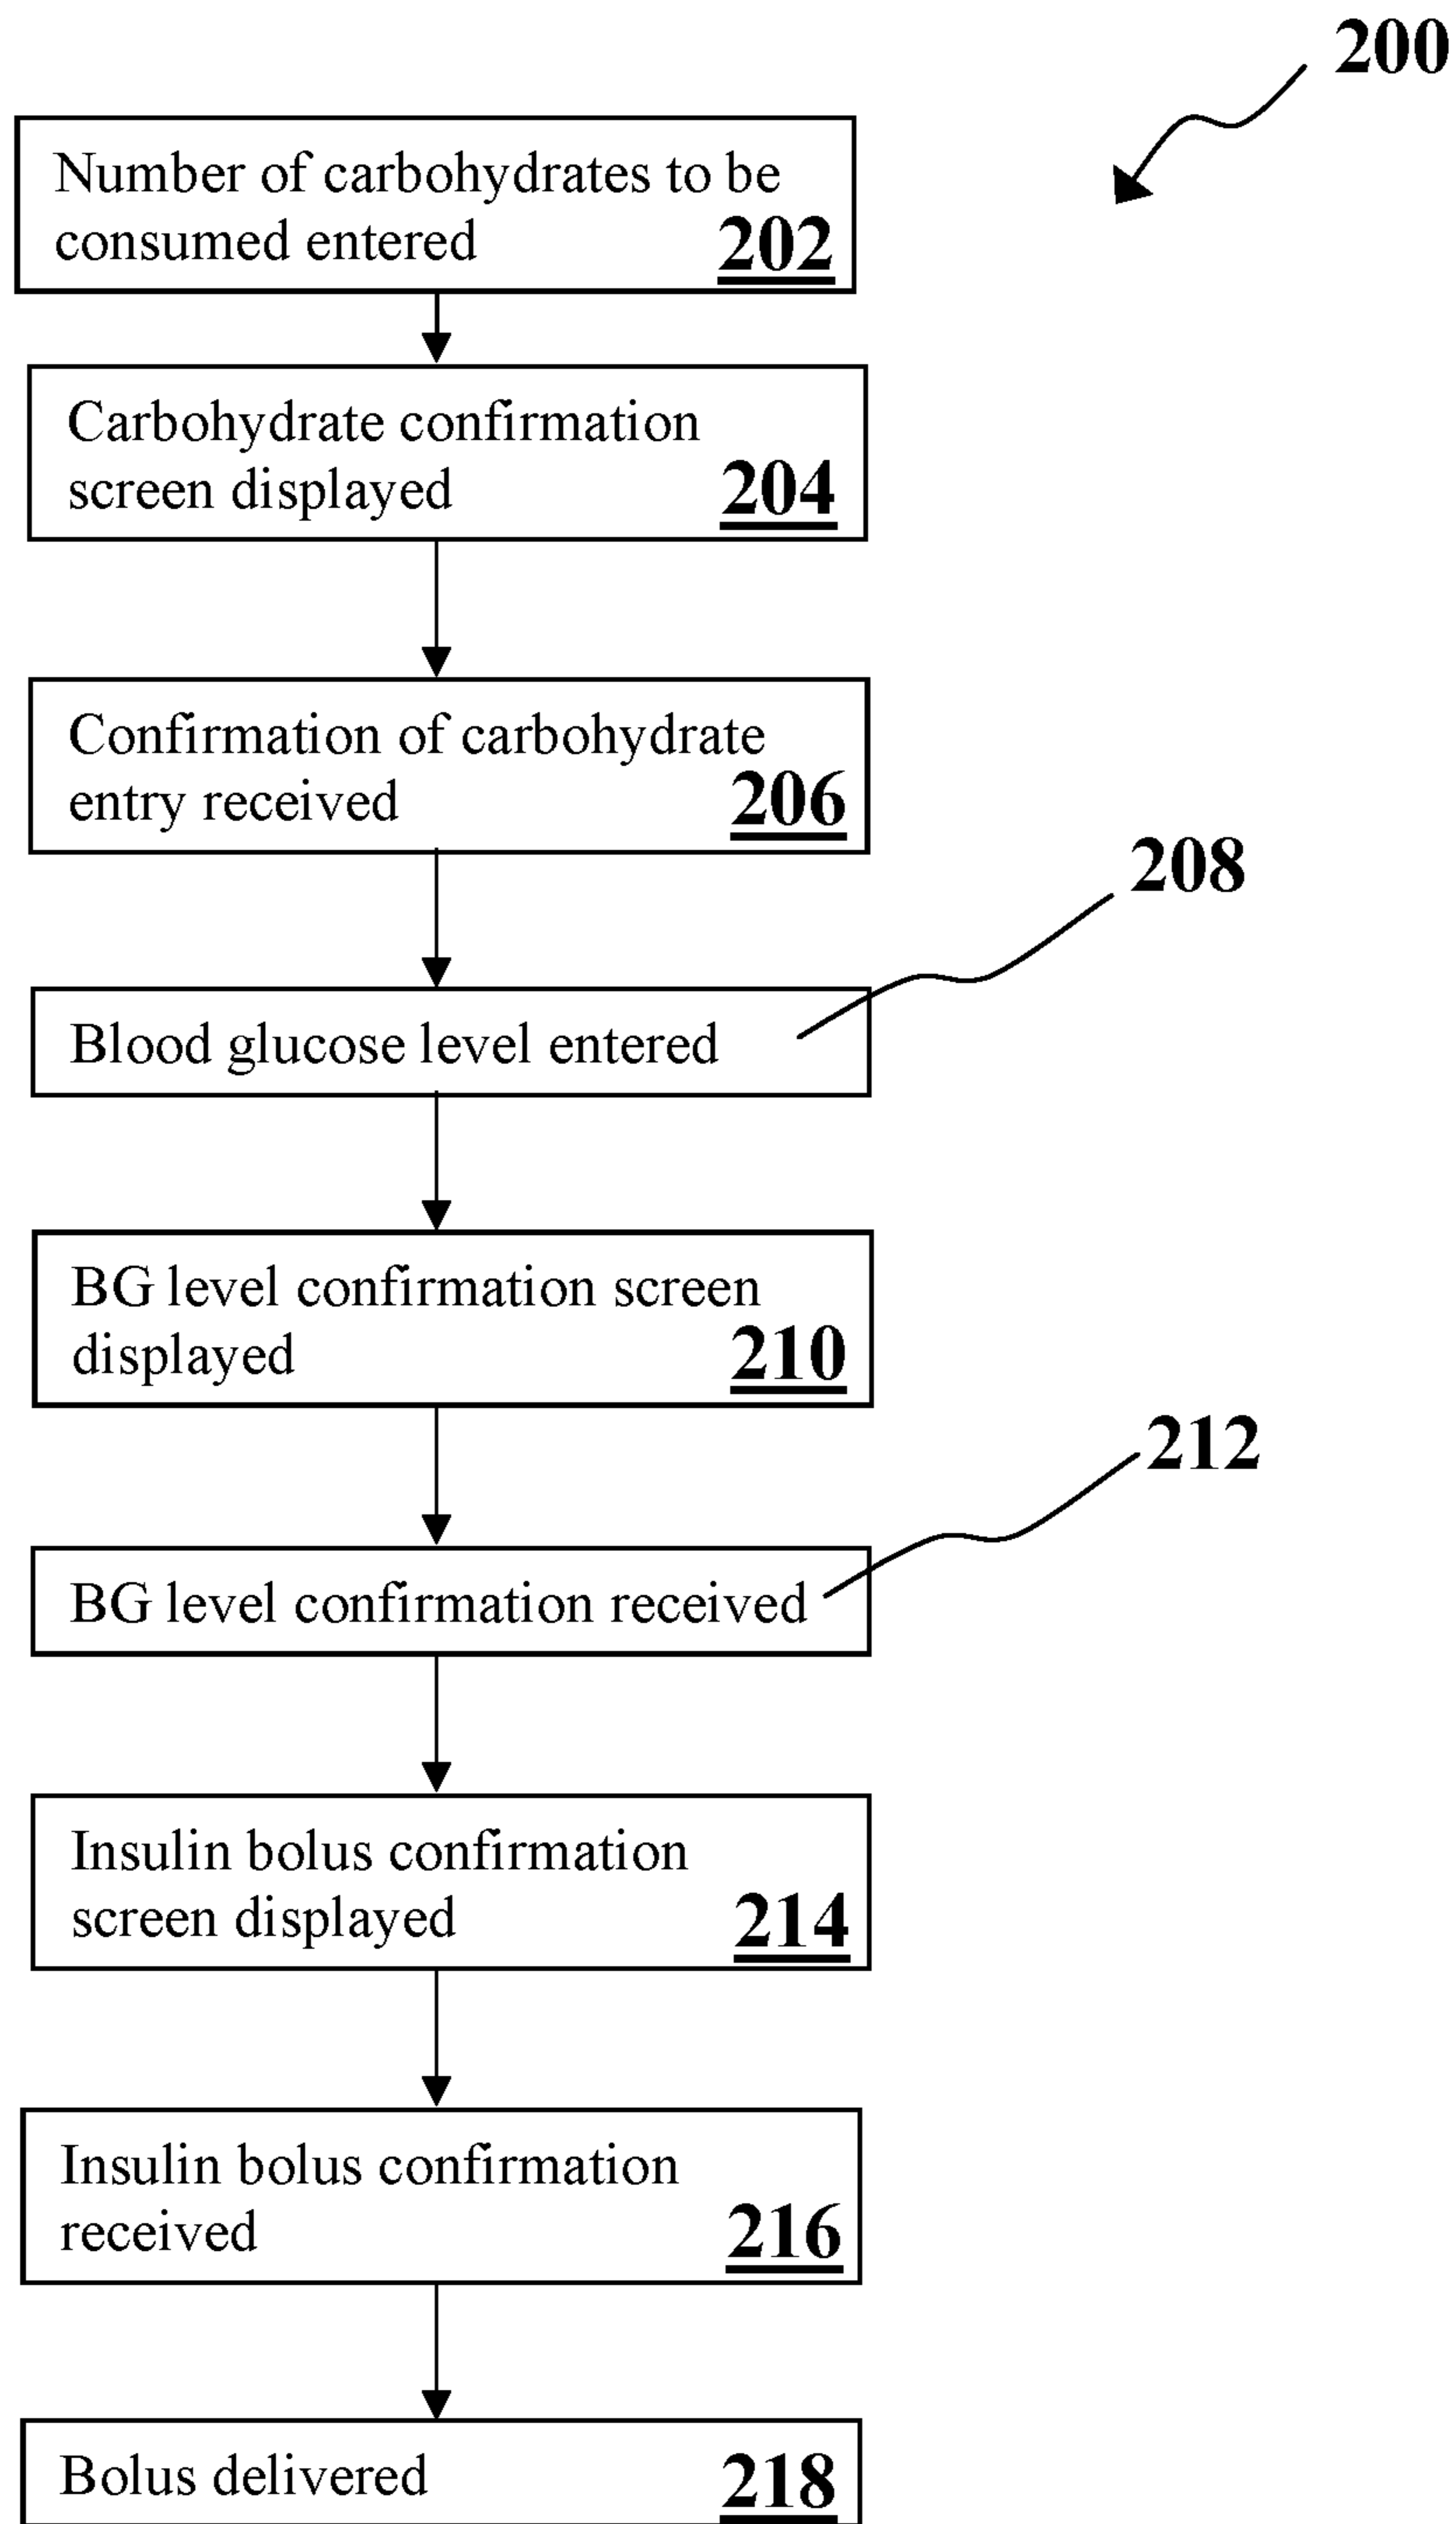 200
Number of carbohydrates to be
consumed entered 202
Carbohydrate confirmation
screen displayed 204
Confirmation of carbohydrate
entry received 206
208
Blood glucose level entered
BG level confirmation screen
displayed 210
212
BG level confirmation received
Insulin bolus confirmation
screen displayed 214
Insulin bolus confirmation
received 216
Bolus delivered 218